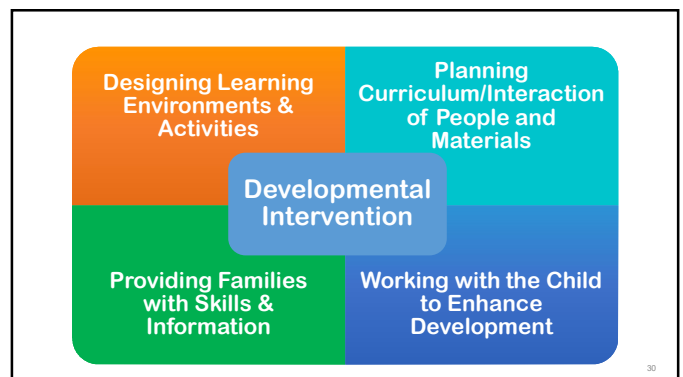 Designing Learning
Environments &
Activities
Planning
Curriculum/Interaction
of People and
Materials
Developmental
Intervention
Providing Families
with Skills &
Information
Working with the Child
to Enhance
Development
30